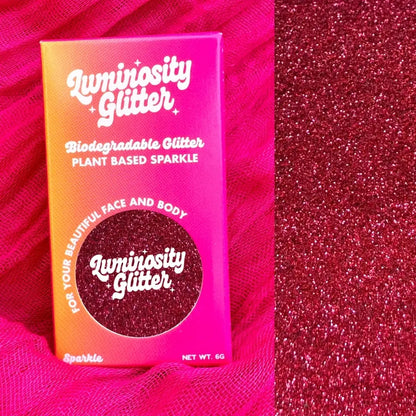 Luminosity
Glitter
Biodegradable Glitter
PLANT BASED SPARKLE
FOR YOUR BEAUTIFUL FACE AND BODY
Luminosity
Glitter
Sparkle
NET WT. 6G